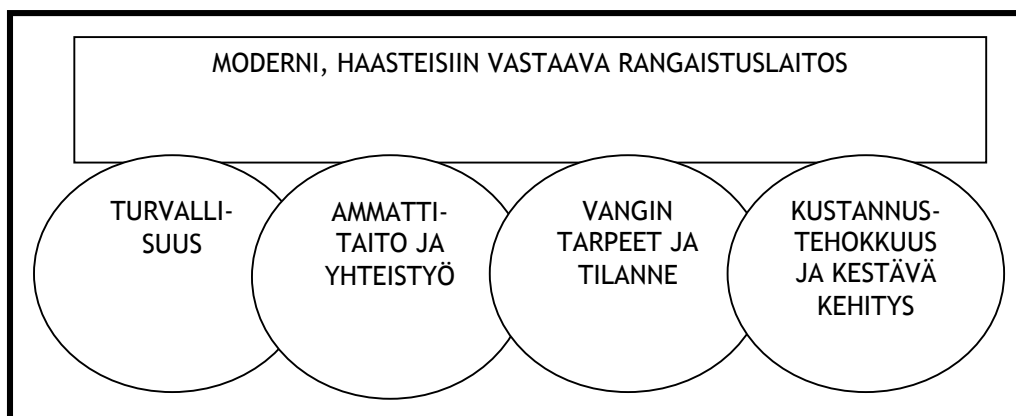 MODERNI, HAASTEISIIN VASTAAVA RANGAISTUSLAITOS
TURVALLI-
SUUS
AMMATTI-
TAITO JA
YHTEISTYÖ
VANGIN
TARPEET JA
TILANNE
KUSTANNUS-
TEHOKKUUS
JA KESTÄVÄ
KEHITYS